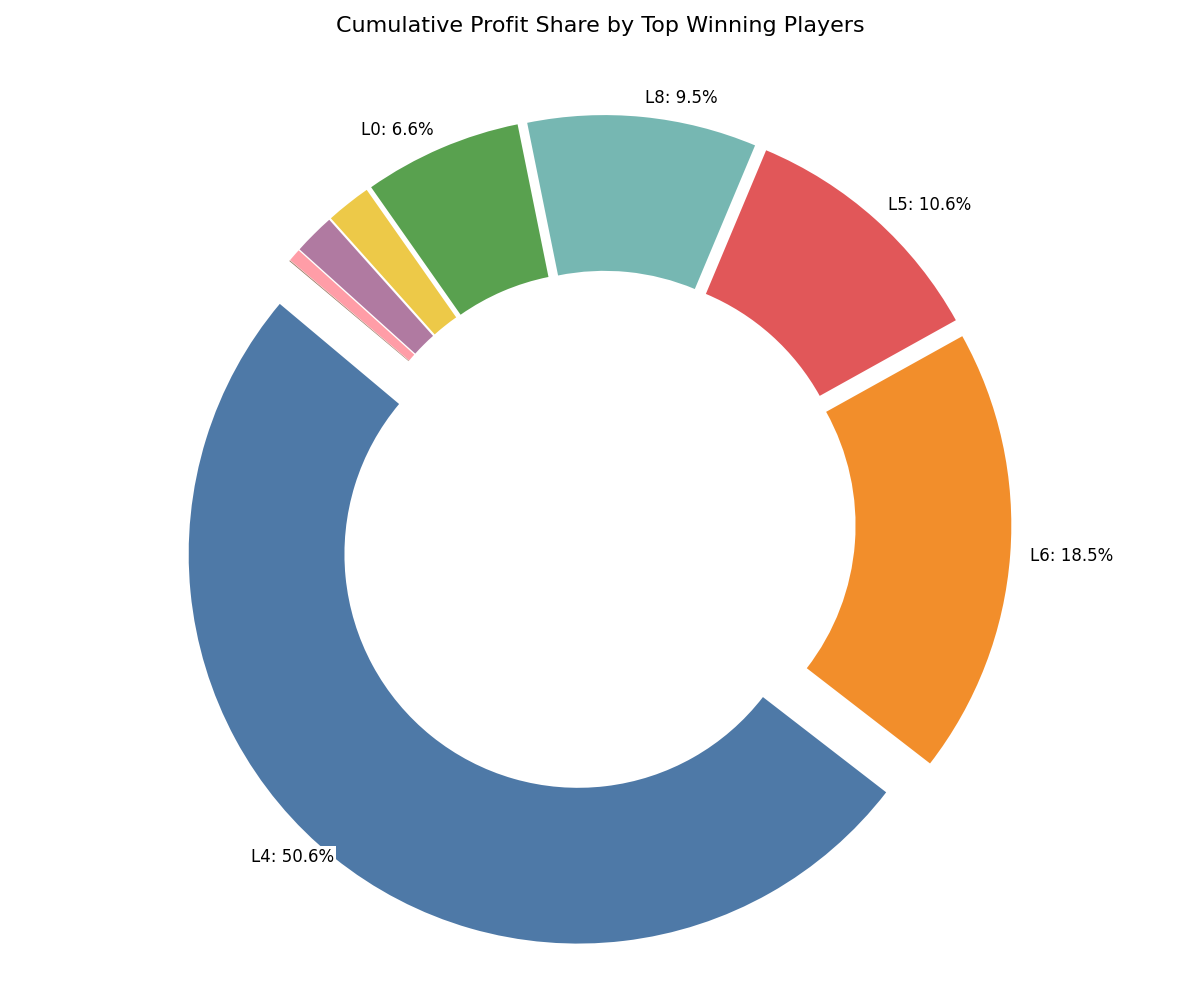 Cumulative Profit Share by Top Winning Players
L8: 9.5%
L0: 6.6%
L5: 10.6%
L6: 18.5%
L4: 50.6%